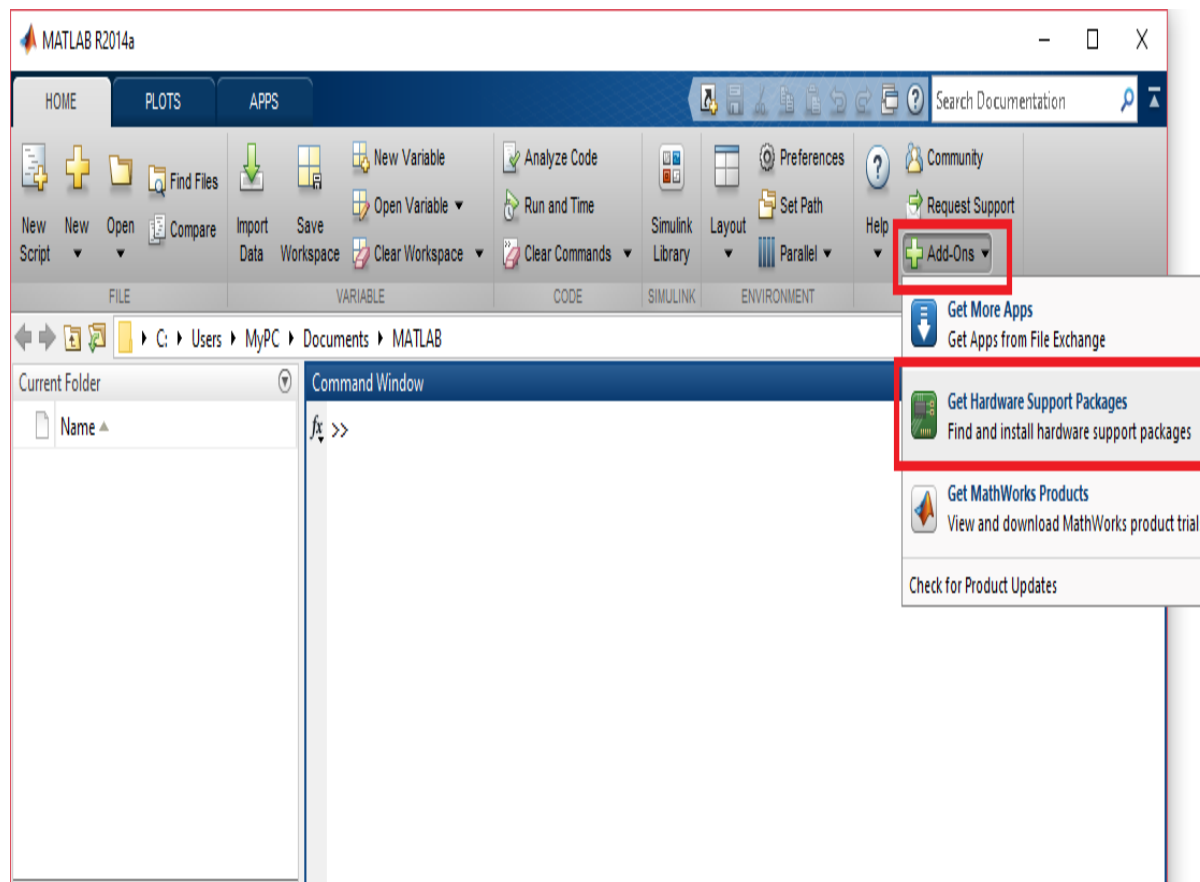 MATLAB R2014a
HOME PLOTS APPS
Search Documentation
New Script
New
Open
Find Files
Compare
FILE
Import Data
Save Workspace
New Variable
Open Variable
Clear Workspace
VARIABLE
Analyze Code
Run and Time
Clear Commands
CODE
Simulink Library
SIMULINK
Layout
Preferences
Set Path
Parallel
ENVIRONMENT
Help
Community
Request Support
Add-Ons
Get More Apps
Get Apps from File Exchange
Get Hardware Support Packages
Find and install hardware support packages
Get MathWorks Products
View and download MathWorks product trial
Check for Product Updates
C: Users MyPC Documents MATLAB
Current Folder
Name
Command Window
fx >>